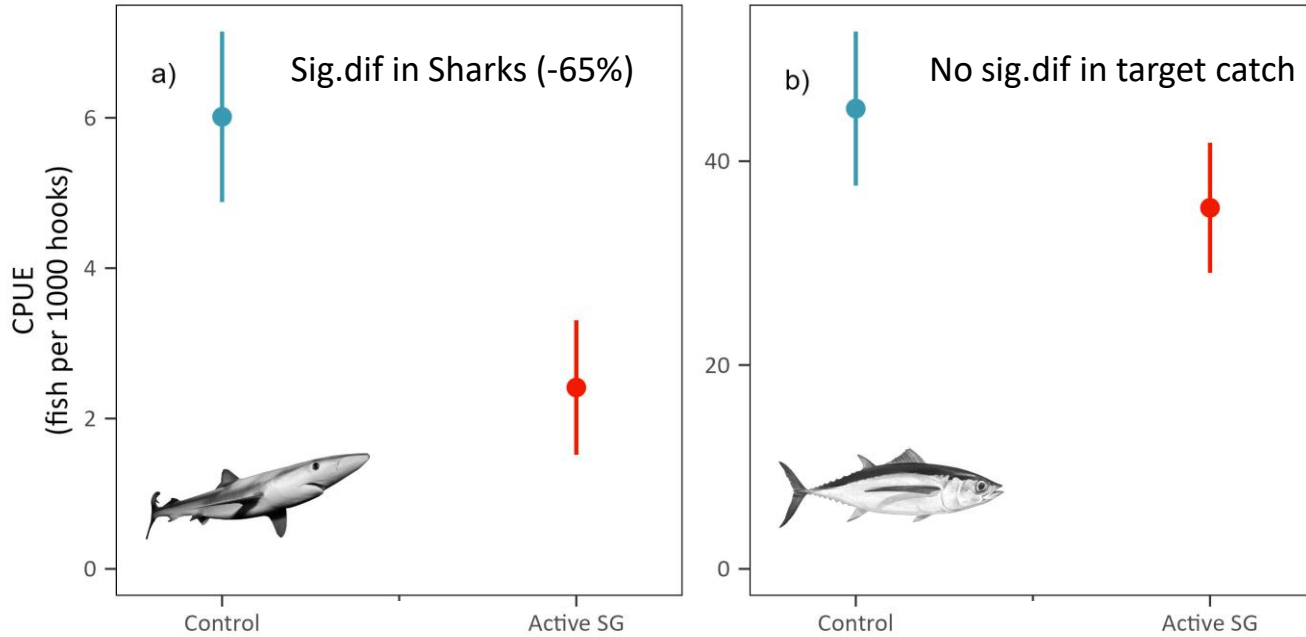 a)
Sig.dif in Sharks (-65%)
b)
No sig.dif in target catch
CPUE
(fish per 1000 hooks)
6
4
2
0
40
20
0
Control
Active SG
Control
Active SG